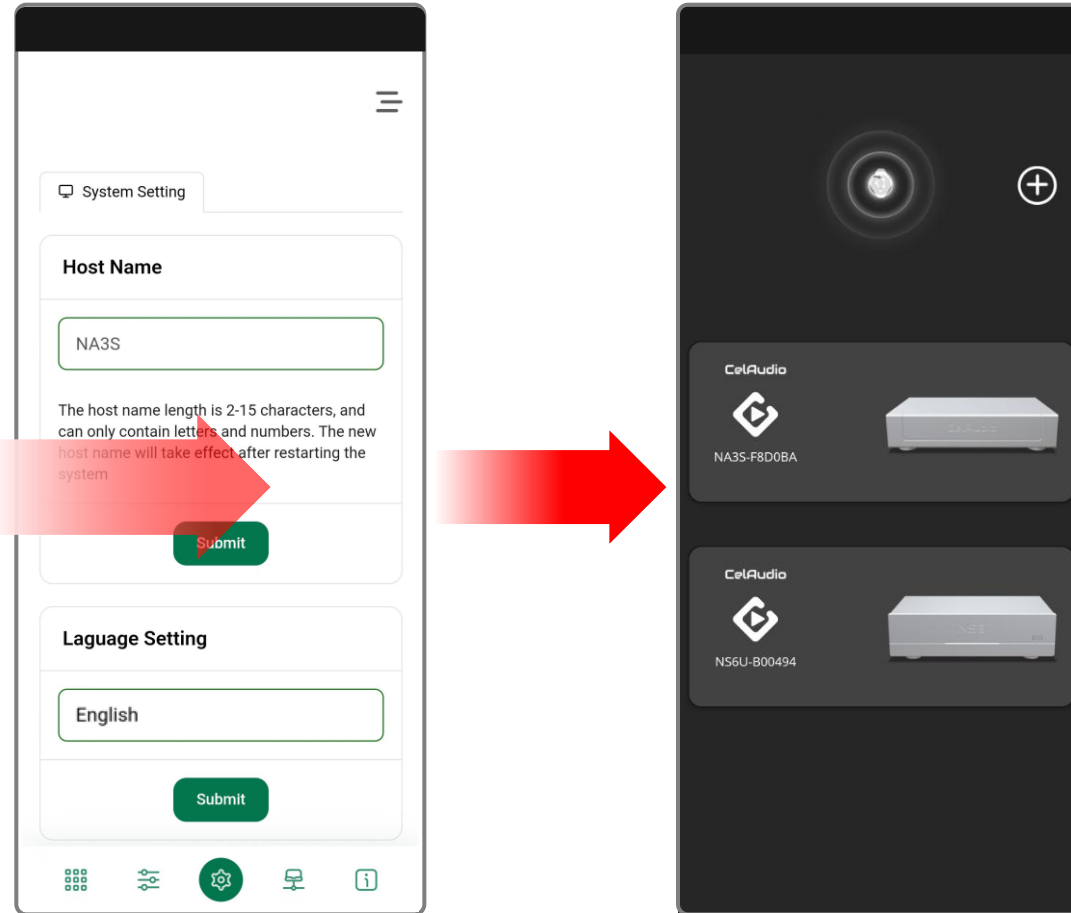 System Setting
Host Name
NA3S
The host name length is 2-15 characters, and
can only contain letters and numbers. The new
host name will take effect after restarting the
system
Submit
Laguage Setting
English
Submit
CelAudio
NA3S-F8D0BA
CelAudio
CelAudio
NS6U-B00494